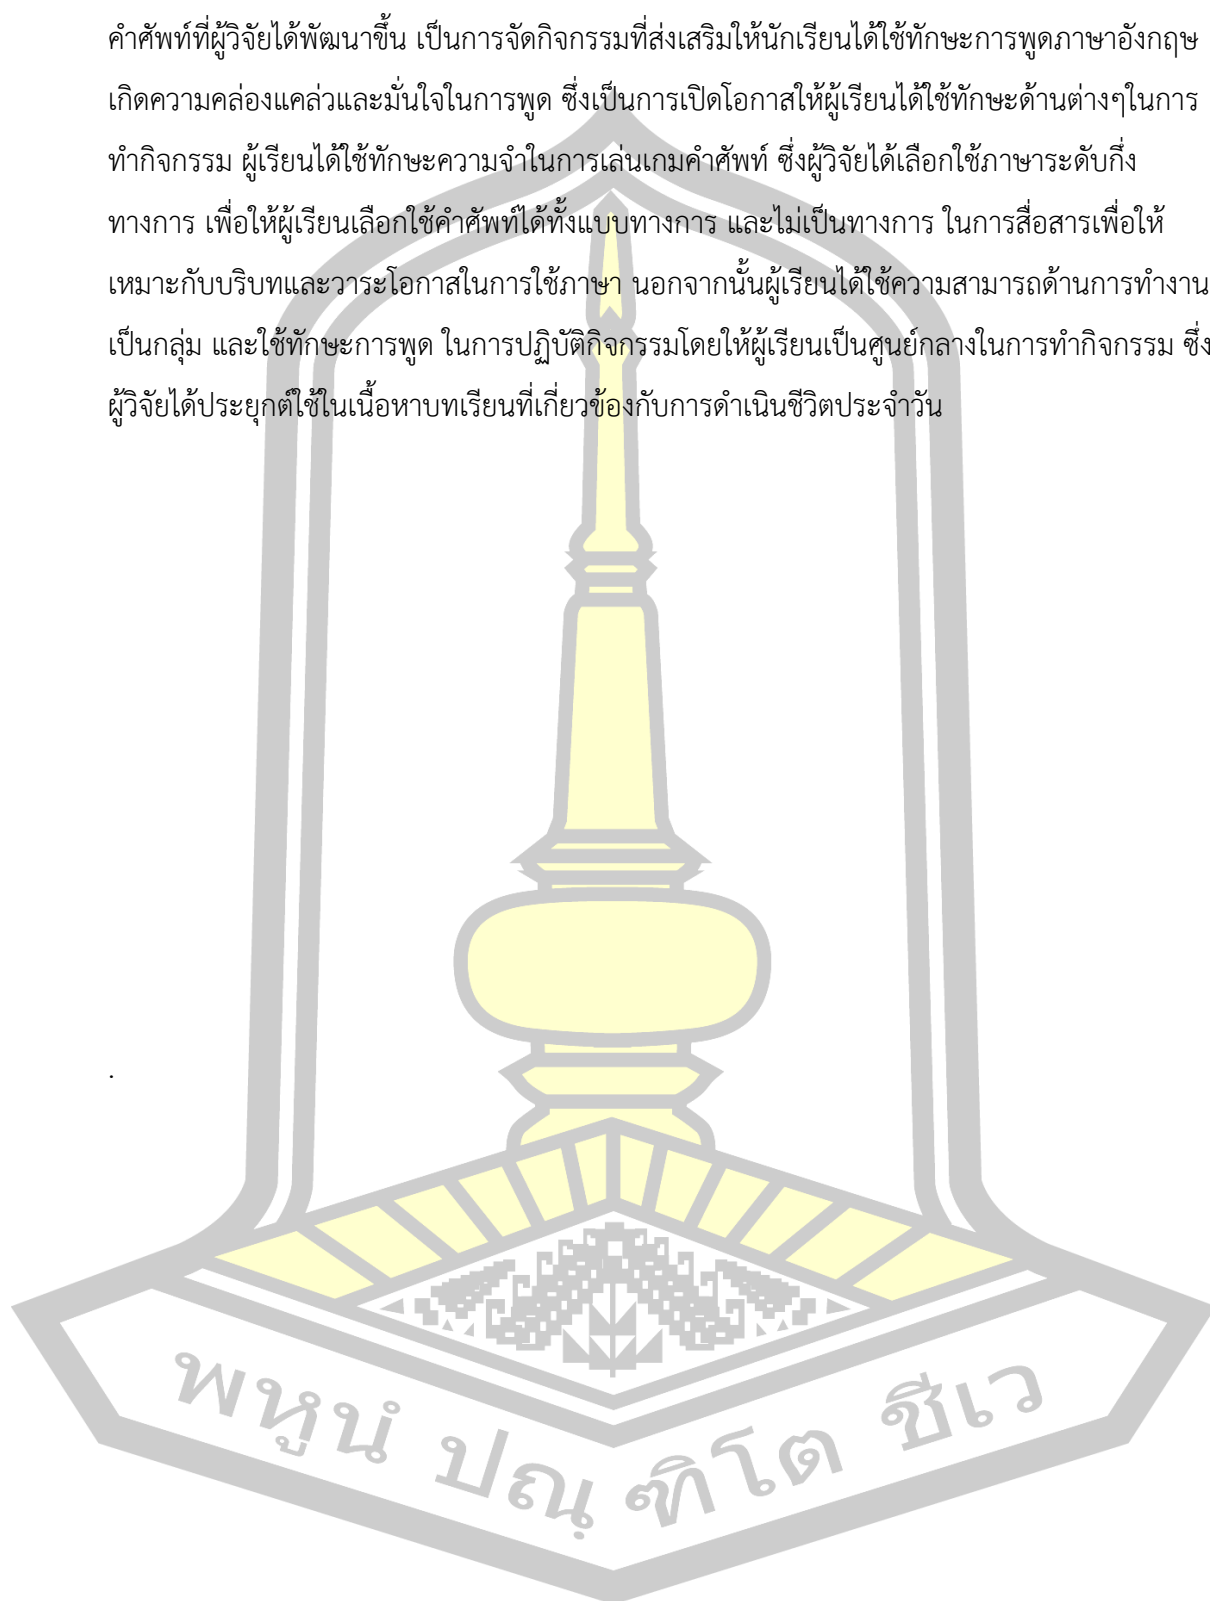 คำศัพท์ที่ผู้วิจัยได้พัฒนาขึ้น เป็นการจัดกิจกรรมที่ส่งเสริมให้นักเรียนได้ใช้ทักษะการพูดภาษาอังกฤษ
เกิดความคล่องแคล่วและมั่นใจในการพูด ซึ่งเป็นการเปิดโอกาสให้ผู้เรียนได้ใช้ทักษะด้านต่างๆในการ
ทำกิจกรรม ผู้เรียนได้ใช้ทักษะความจำในการเล่นเกมคำศัพท์ ซึ่งผู้วิจัยได้เลือกใช้ภาษาระดับกึ่ง
ทางการ เพื่อให้ผู้เรียนเลือกใช้คำศัพท์ได้ทั้งแบบทางการ และไม่เป็นทางการ ในการสื่อสารเพื่อให้
เหมาะกับบริบทและวาระโอกาสในการใช้ภาษา นอกจากนั้นผู้เรียนได้ใช้ความสามารถด้านการทำงาน
เป็นกลุ่ม และใช้ทักษะการพูด ในการปฏิบัติกิจกรรมโดยให้ผู้เรียนเป็นศูนย์กลางในการทำกิจกรรม ซึ่ง
ผู้วิจัยได้ประยุกต์ใช้ในเนื้อหาบทเรียนที่เกี่ยวข้องกับการดำเนินชีวิตประจำวัน
.
พหูนํ ปณฺฑิโต ชีเว